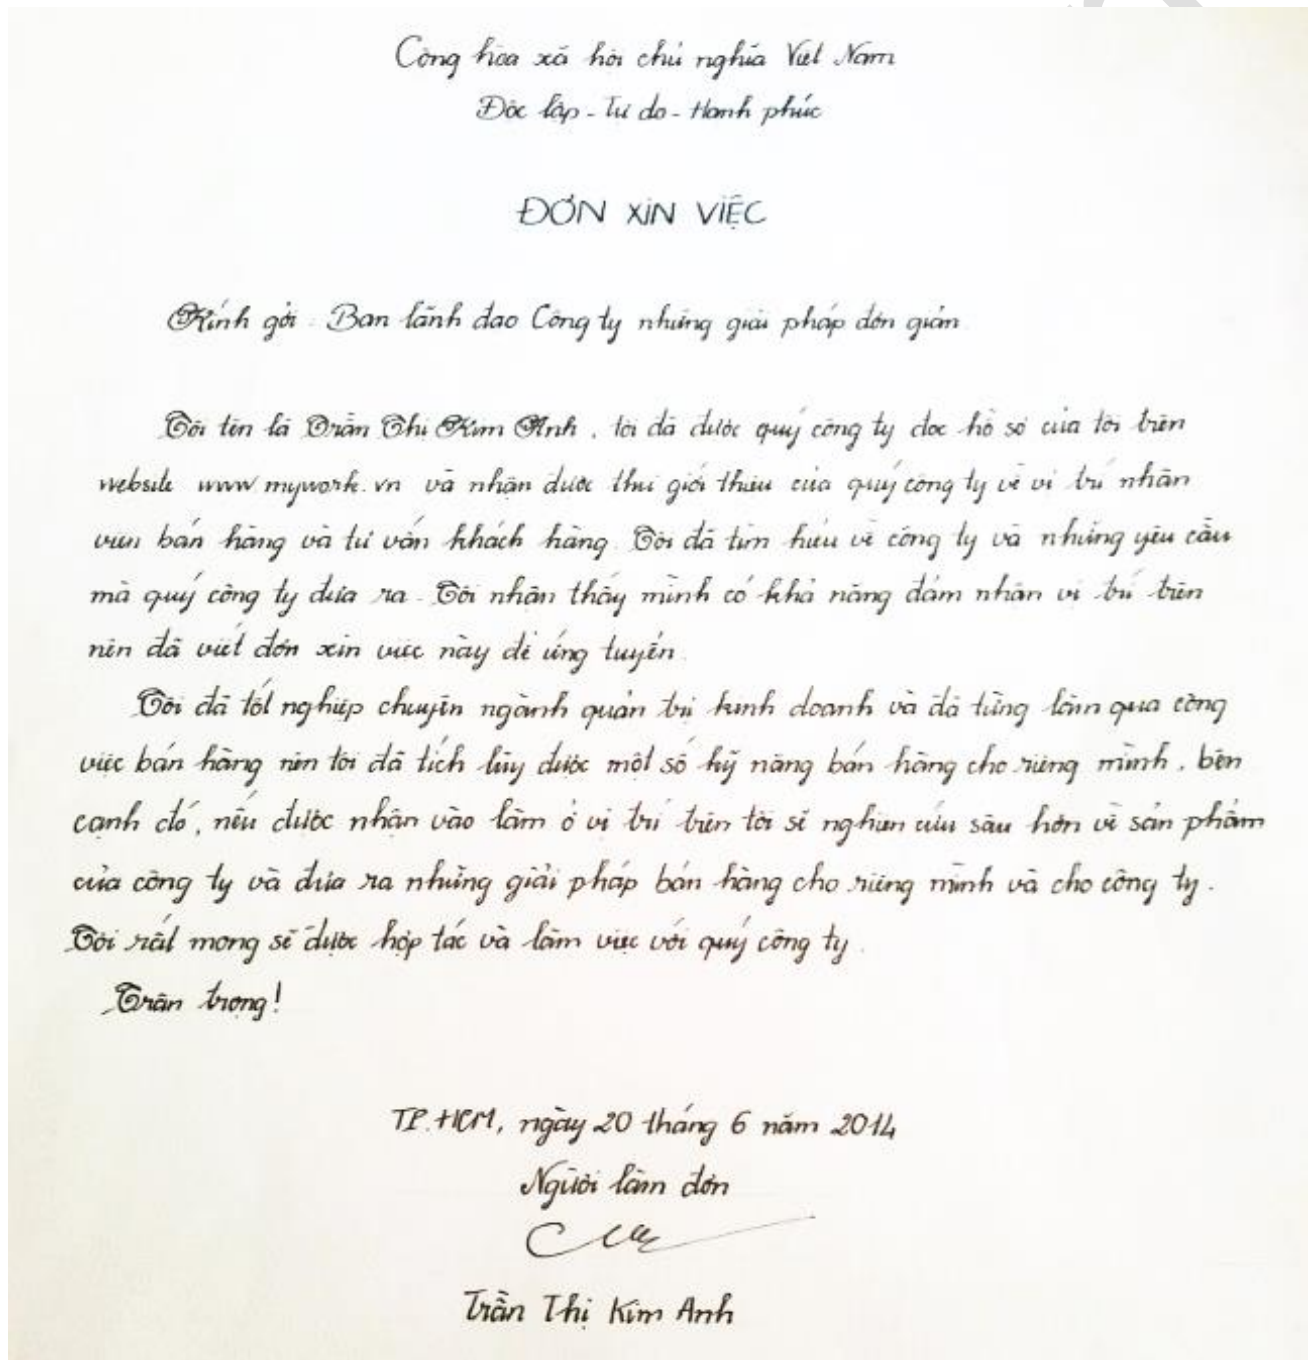 Cộng hòa xã hội chủ nghĩa Việt Nam
Độc lập - Tự do - Hạnh phúc
ĐƠN XIN VIỆC
Kính gởi : Ban lãnh đạo Công ty những giải pháp đơn giản
Tôi tên là Trần Thị Kim Anh , tôi đã được quý công ty đọc hồ sơ của tôi trên
website www.mywork.vn và nhận được thư giới thiệu của quý công ty về vị trí nhân
viên bán hàng và tư vấn khách hàng. Tôi đã tìm hiểu về công ty và những yêu cầu
mà quý công ty đưa ra . Tôi nhận thấy mình có khả năng đảm nhận vị trí trên
nên đã viết đơn xin việc này để ứng tuyển.
Tôi đã tốt nghiệp chuyên ngành quản trị kinh doanh và đã từng làm qua công
việc bán hàng nên tôi đã tích lũy được một số kỹ năng bán hàng cho riêng mình , bên
cạnh đó , nếu được nhận vào làm ở vị trí trên tôi sẽ nghiên cứu sâu hơn về sản phẩm
của công ty và đưa ra những giải pháp bán hàng cho riêng mình và cho công ty .
Tôi rất mong sẽ được hợp tác và làm việc với quý công ty .
Trân trọng !
TP. HCM, ngày 20 tháng 6 năm 2014
Người làm đơn
Trần Thị Kim Anh